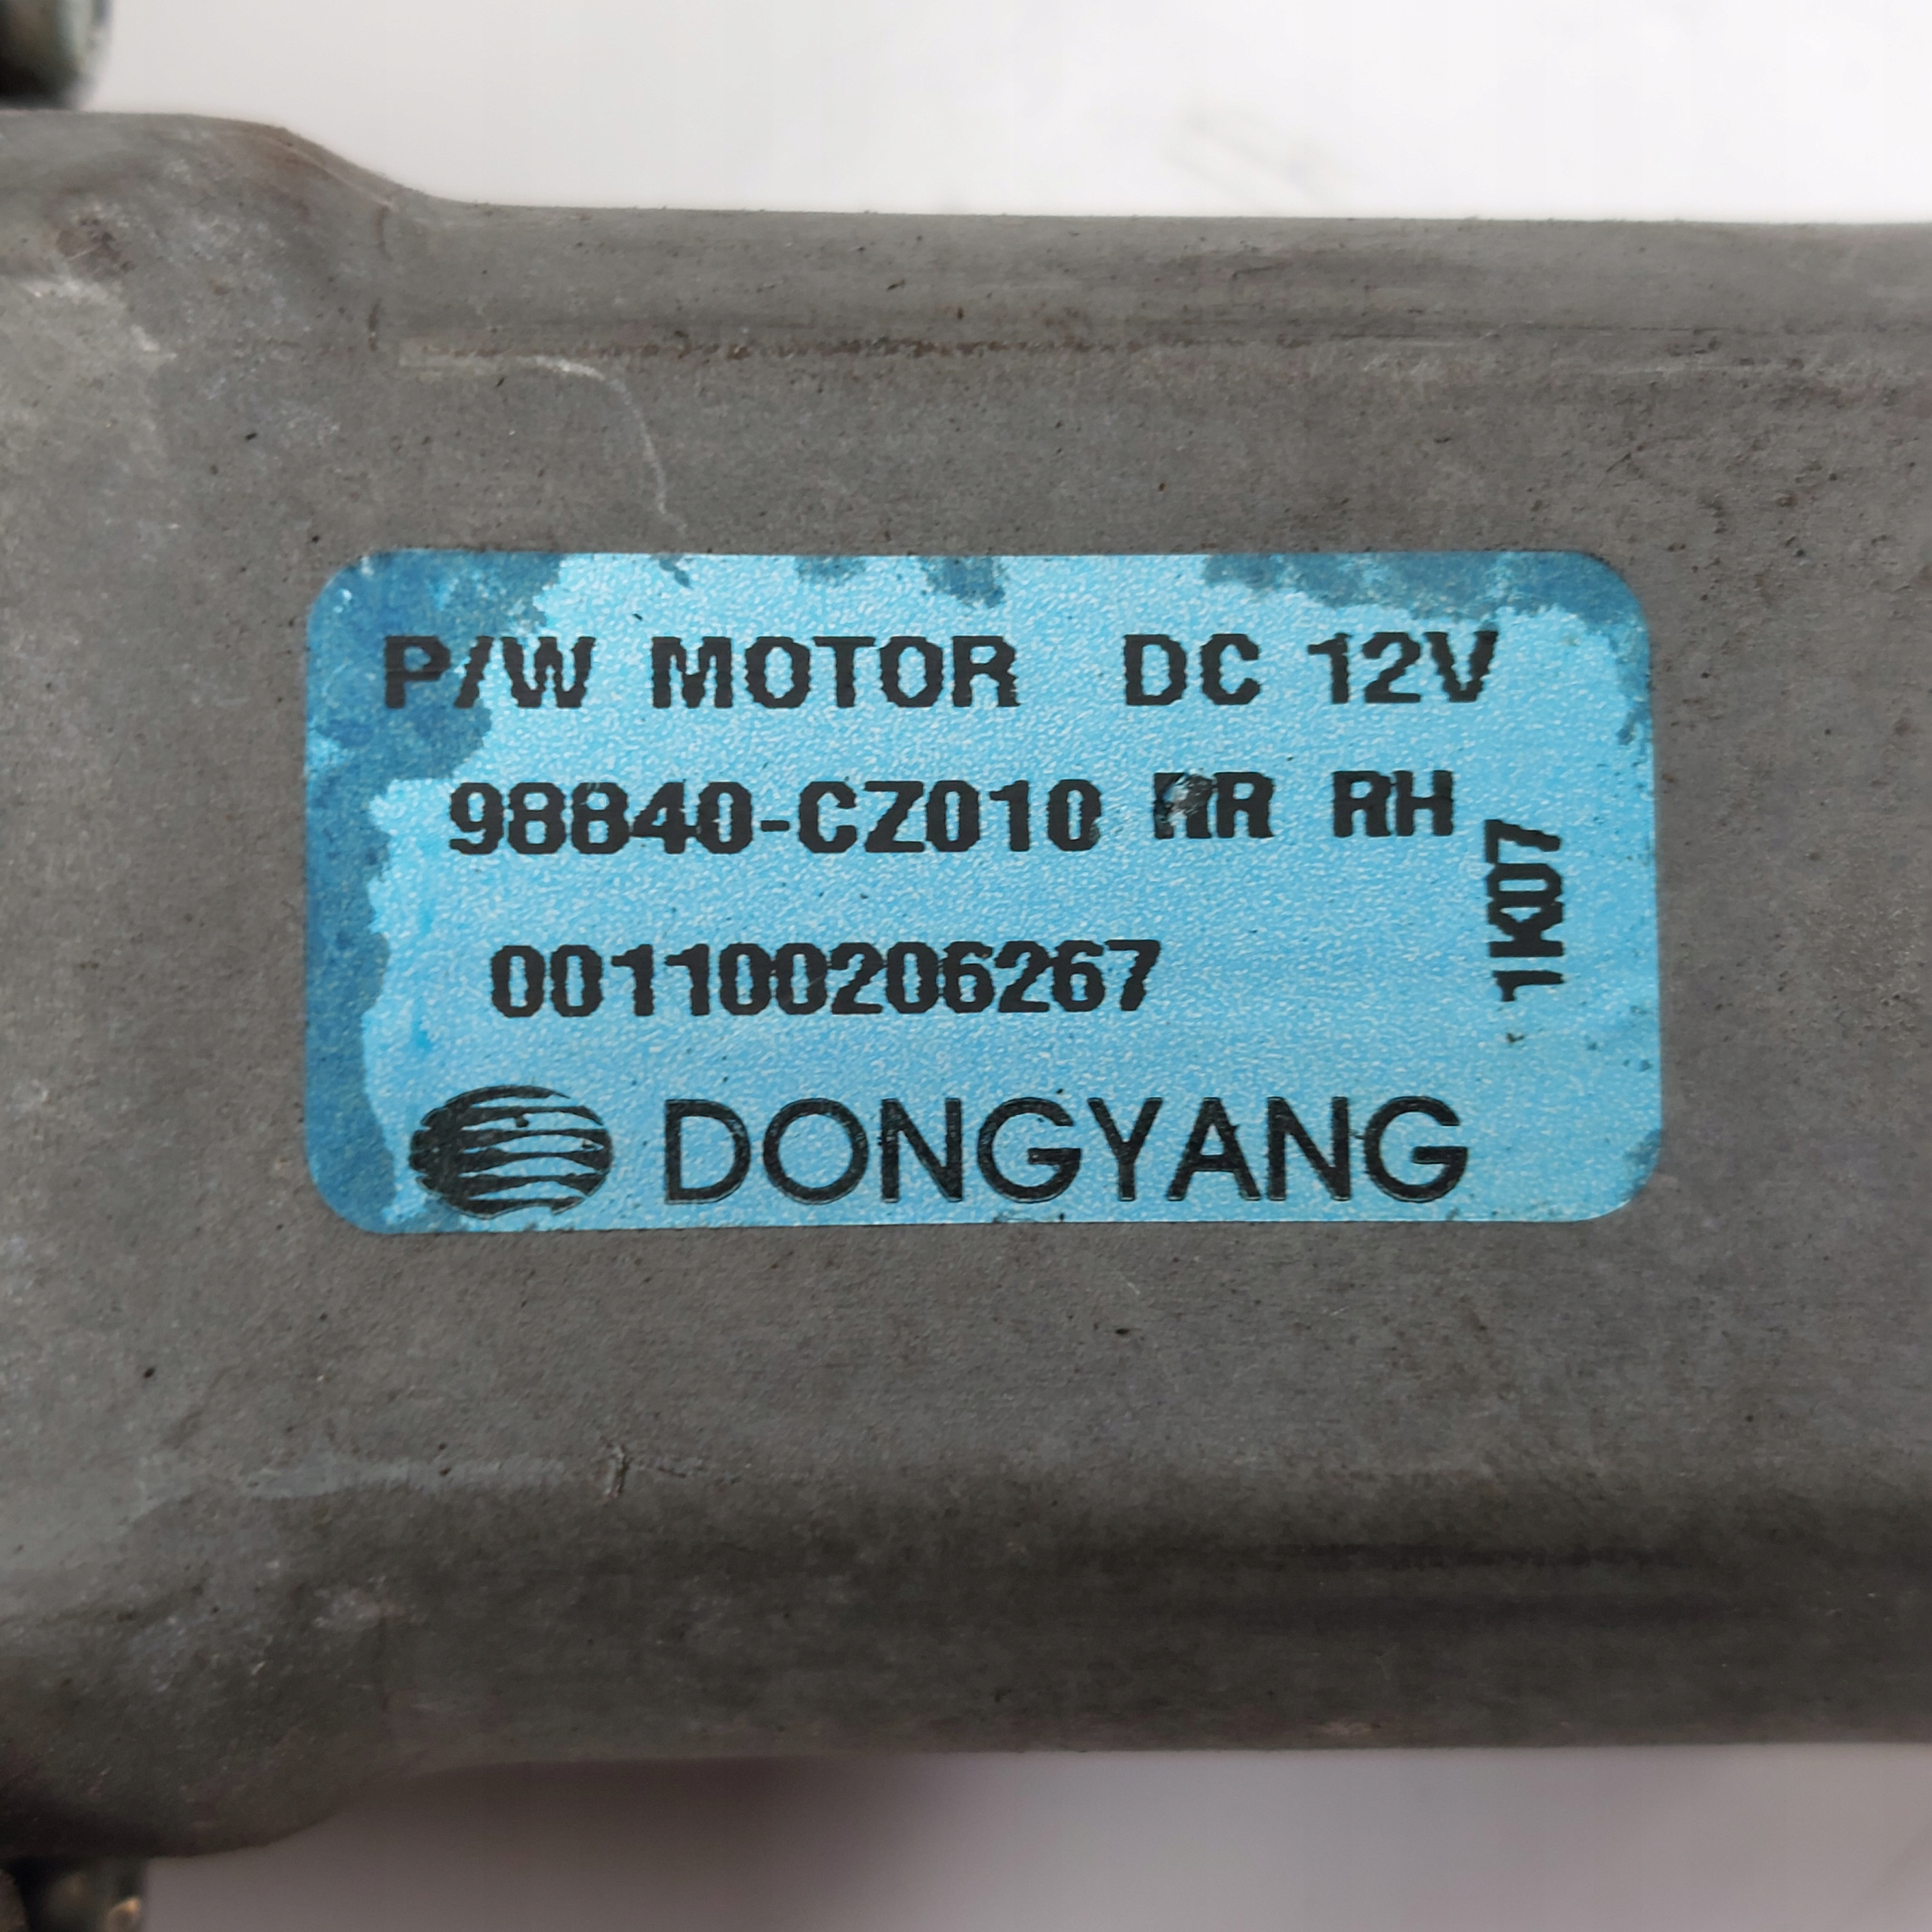 P/W MOTOR DC 12V
98840-CZ010 RR RH
1K07
001100206267
DONGYANG